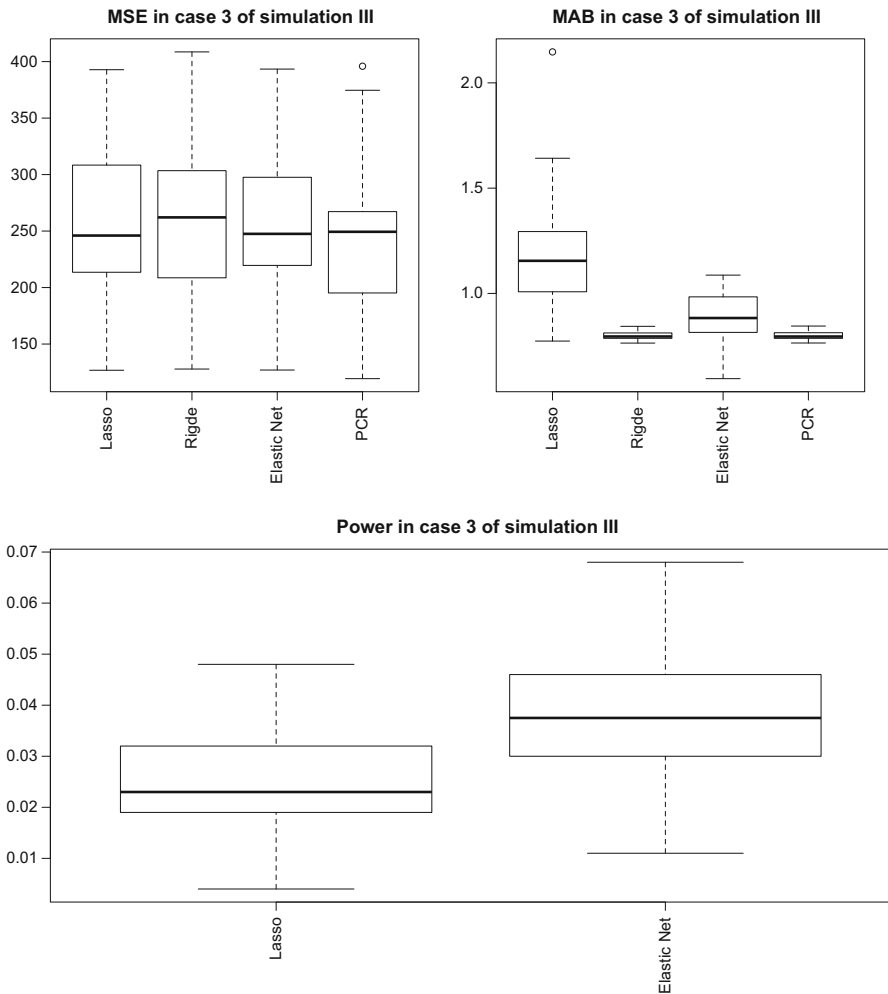 MSE in case 3 of simulation III
400
350
300
250
200
150
Lasso
Rigde
Elastic Net
PCR
MAB in case 3 of simulation III
2.0
1.5
1.0
Lasso
Rigde
Elastic Net
PCR
Power in case 3 of simulation III
0.07
0.06
0.05
0.04
0.03
0.02
0.01
Lasso
Elastic Net